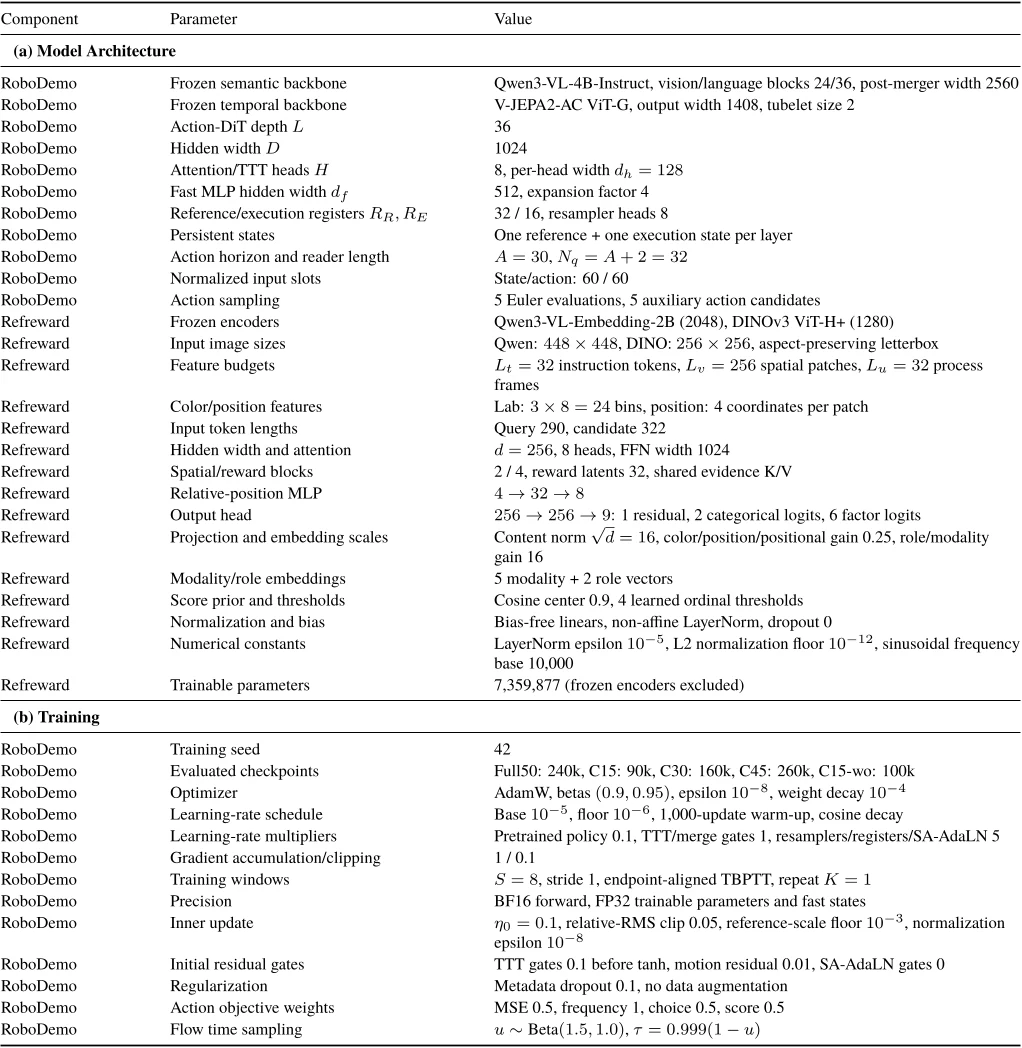 Component Parameter Value
(a) Model Architecture
RoboDemo Frozen semantic backbone Qwen3-VL-4B-Instruct, vision/language blocks 24/36, post-merger width 2560
RoboDemo Frozen temporal backbone V-JEPA2-AC ViT-G, output width 1408, tubelet size 2
RoboDemo Action-DiT depth L 36
RoboDemo Hidden width D 1024
RoboDemo Attention/TTT heads H 8, per-head width d_h = 128
RoboDemo Fast MLP hidden width d_f 512, expansion factor 4
RoboDemo Reference/execution registers R_R, R_E 32 / 16, resampler heads 8
RoboDemo Persistent states One reference + one execution state per layer
RoboDemo Action horizon and reader length A = 30, N_q = A + 2 = 32
RoboDemo Normalized input slots State/action: 60 / 60
RoboDemo Action sampling 5 Euler evaluations, 5 auxiliary action candidates
Refreward Frozen encoders Qwen3-VL-Embedding-2B (2048), DINOv3 ViT-H+ (1280)
Refreward Input image sizes Qwen: 448 × 448, DINO: 256 × 256, aspect-preserving letterbox
Refreward Feature budgets L_t = 32 instruction tokens, L_v = 256 spatial patches, L_u = 32 process
frames
Refreward Color/position features Lab: 3 × 8 = 24 bins, position: 4 coordinates per patch
Refreward Input token lengths Query 290, candidate 322
Refreward Hidden width and attention d = 256, 8 heads, FFN width 1024
Refreward Spatial/reward blocks 2 / 4, reward latents 32, shared evidence K/V
Refreward Relative-position MLP 4 → 32 → 8
Refreward Output head 256 → 256 → 9: 1 residual, 2 categorical logits, 6 factor logits
Refreward Projection and embedding scales Content norm √d = 16, color/position/positional gain 0.25, role/modality
gain 16
Refreward Modality/role embeddings 5 modality + 2 role vectors
Refreward Score prior and thresholds Cosine center 0.9, 4 learned ordinal thresholds
Refreward Normalization and bias Bias-free linears, non-affine LayerNorm, dropout 0
Refreward Numerical constants LayerNorm epsilon 10^−5, L2 normalization floor 10^−12, sinusoidal frequency
base 10,000
Refreward Trainable parameters 7,359,877 (frozen encoders excluded)
(b) Training
RoboDemo Training seed 42
RoboDemo Evaluated checkpoints Full50: 240k, C15: 90k, C30: 160k, C45: 260k, C15-wo: 100k
RoboDemo Optimizer AdamW, betas (0.9, 0.95), epsilon 10^−8, weight decay 10^−4
RoboDemo Learning-rate schedule Base 10^−5, floor 10^−6, 1,000-update warm-up, cosine decay
RoboDemo Learning-rate multipliers Pretrained policy 0.1, TTT/merge gates 1, resamplers/registers/SA-AdaLN 5
RoboDemo Gradient accumulation/clipping 1 / 0.1
RoboDemo Training windows S = 8, stride 1, endpoint-aligned TBPTT, repeat K = 1
RoboDemo Precision BF16 forward, FP32 trainable parameters and fast states
RoboDemo Inner update η_0 = 0.1, relative-RMS clip 0.05, reference-scale floor 10^−3, normalization
epsilon 10^−8
RoboDemo Initial residual gates TTT gates 0.1 before tanh, motion residual 0.01, SA-AdaLN gates 0
RoboDemo Regularization Metadata dropout 0.1, no data augmentation
RoboDemo Action objective weights MSE 0.5, frequency 1, choice 0.5, score 0.5
RoboDemo Flow time sampling u ∼ Beta(1.5, 1.0), τ = 0.999(1 − u)